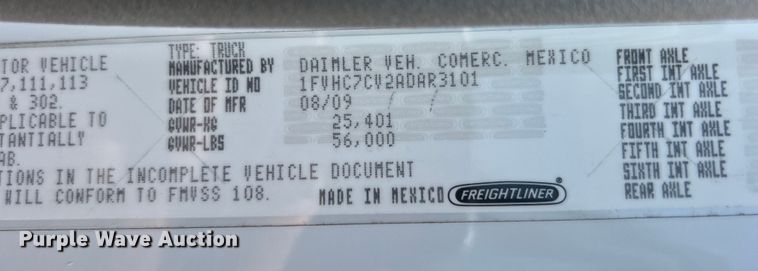 TYPE: TRUCK
TOR VEHICLE MANUFACTURED BY DAIMLER VEH. COMERC. MEXICO FRONT AXLE
7,111,113 VEHICLE ID NO 1FVHC7CV2ADAR3101 FIRST INT AXLE
& 302. DATE OF MFR 08/09 SECOND INT AXLE
PLICABLE TO GVWR-KG 25,401 THIRD INT AXLE
TANTIALLY GVWR-LBS 56,000 FOURTH INT AXLE
AB. FIFTH INT AXLE
TIONS IN THE INCOMPLETE VEHICLE DOCUMENT SIXTH INT AXLE
WILL CONFORM TO FMVSS 108. MADE IN MEXICO FREIGHTLINER REAR AXLE
Purple Wave Auction